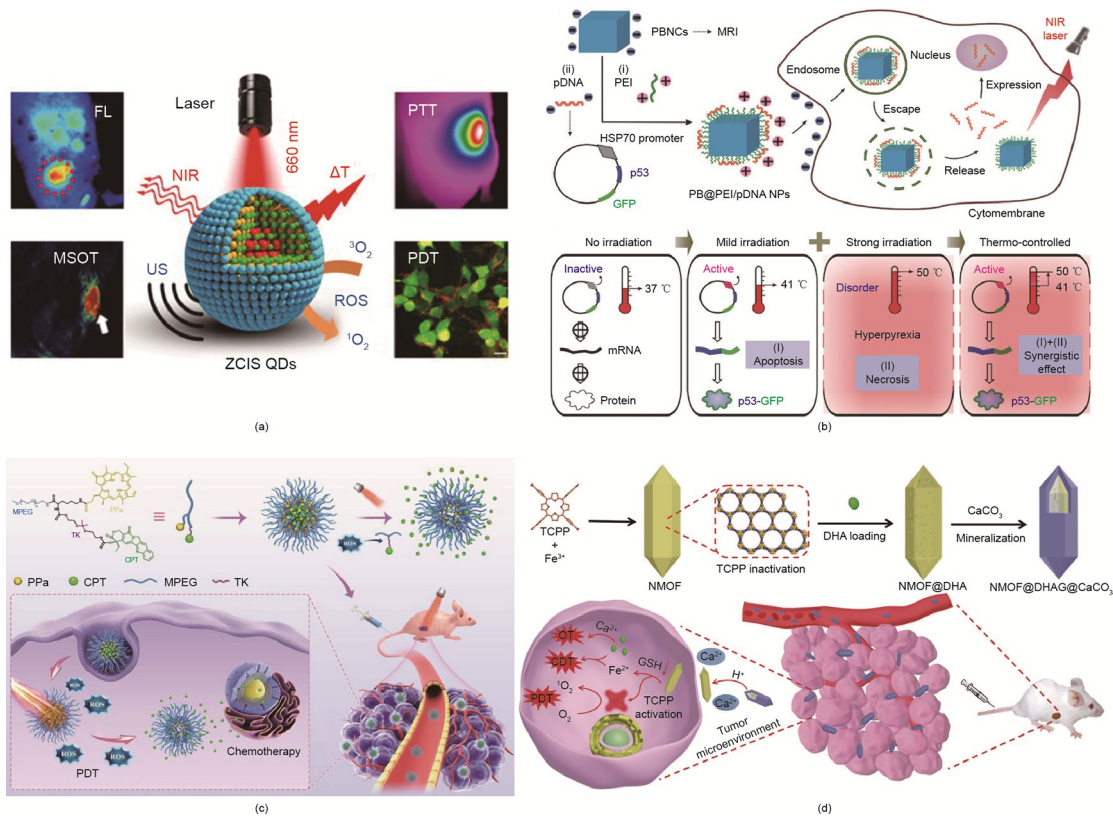 FL
Laser
660 nm
NIR
ΔT
PTT
MSOT
US
³O₂
ROS
¹O₂
PDT
ZCIS QDs
(a)
PBNCs
MRI
(ii)
pDNA
(i)
PEI
HSP70 promoter
p53
GFP
PB@PEI/pDNA NPs
Endosome
Nucleus
NIR
laser
Expression
Escape
Release
Cytomembrane
No irradiation
Mild irradiation
Strong irradiation
Thermo-controlled
Inactive
37 ℃
mRNA
Protein
Active
41 ℃
(I)
Apoptosis
p53-GFP
50 ℃
Disorder
Hyperpyrexia
(II)
Necrosis
Active
50 ℃
41 ℃
(I)+(II)
Synergistic
effect
p53-GFP
(b)
MPEG
PPa
TK
CPT
ROS
PPa
CPT
MPEG
TK
ROS
ROS
ROS
ROS
PDT
Chemotherapy
(c)
TCPP
+
Fe³⁺
NMOF
TCPP inactivation
DHA loading
NMOF@DHA
CaCO₃
Mineralization
NMOF@DHAG@CaCO₃
OT
Ca²⁺
CDT
Fe²⁺
GSH
PDT
¹O₂
O₂
TCPP
activation
Ca²⁺
H⁺
Ca²⁺
Tumor
microenvironment
(d)